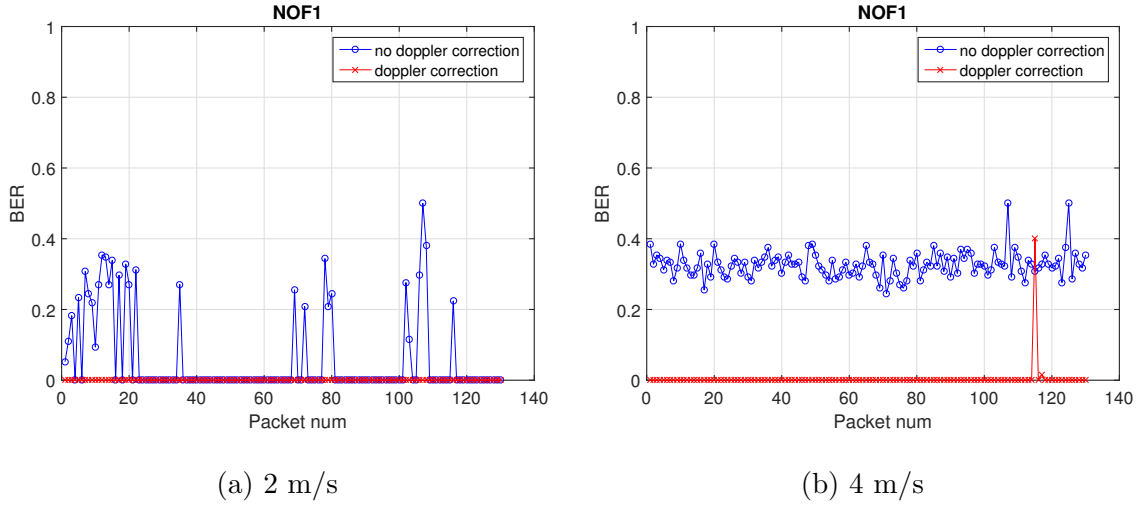 NOF1
1
0.8
0.6
0.4
0.2
0
BER
no doppler correction
doppler correction
0 20 40 60 80 100 120 140
Packet num
(a) 2 m/s
NOF1
1
0.8
0.6
0.4
0.2
0
BER
no doppler correction
doppler correction
0 20 40 60 80 100 120 140
Packet num
(b) 4 m/s